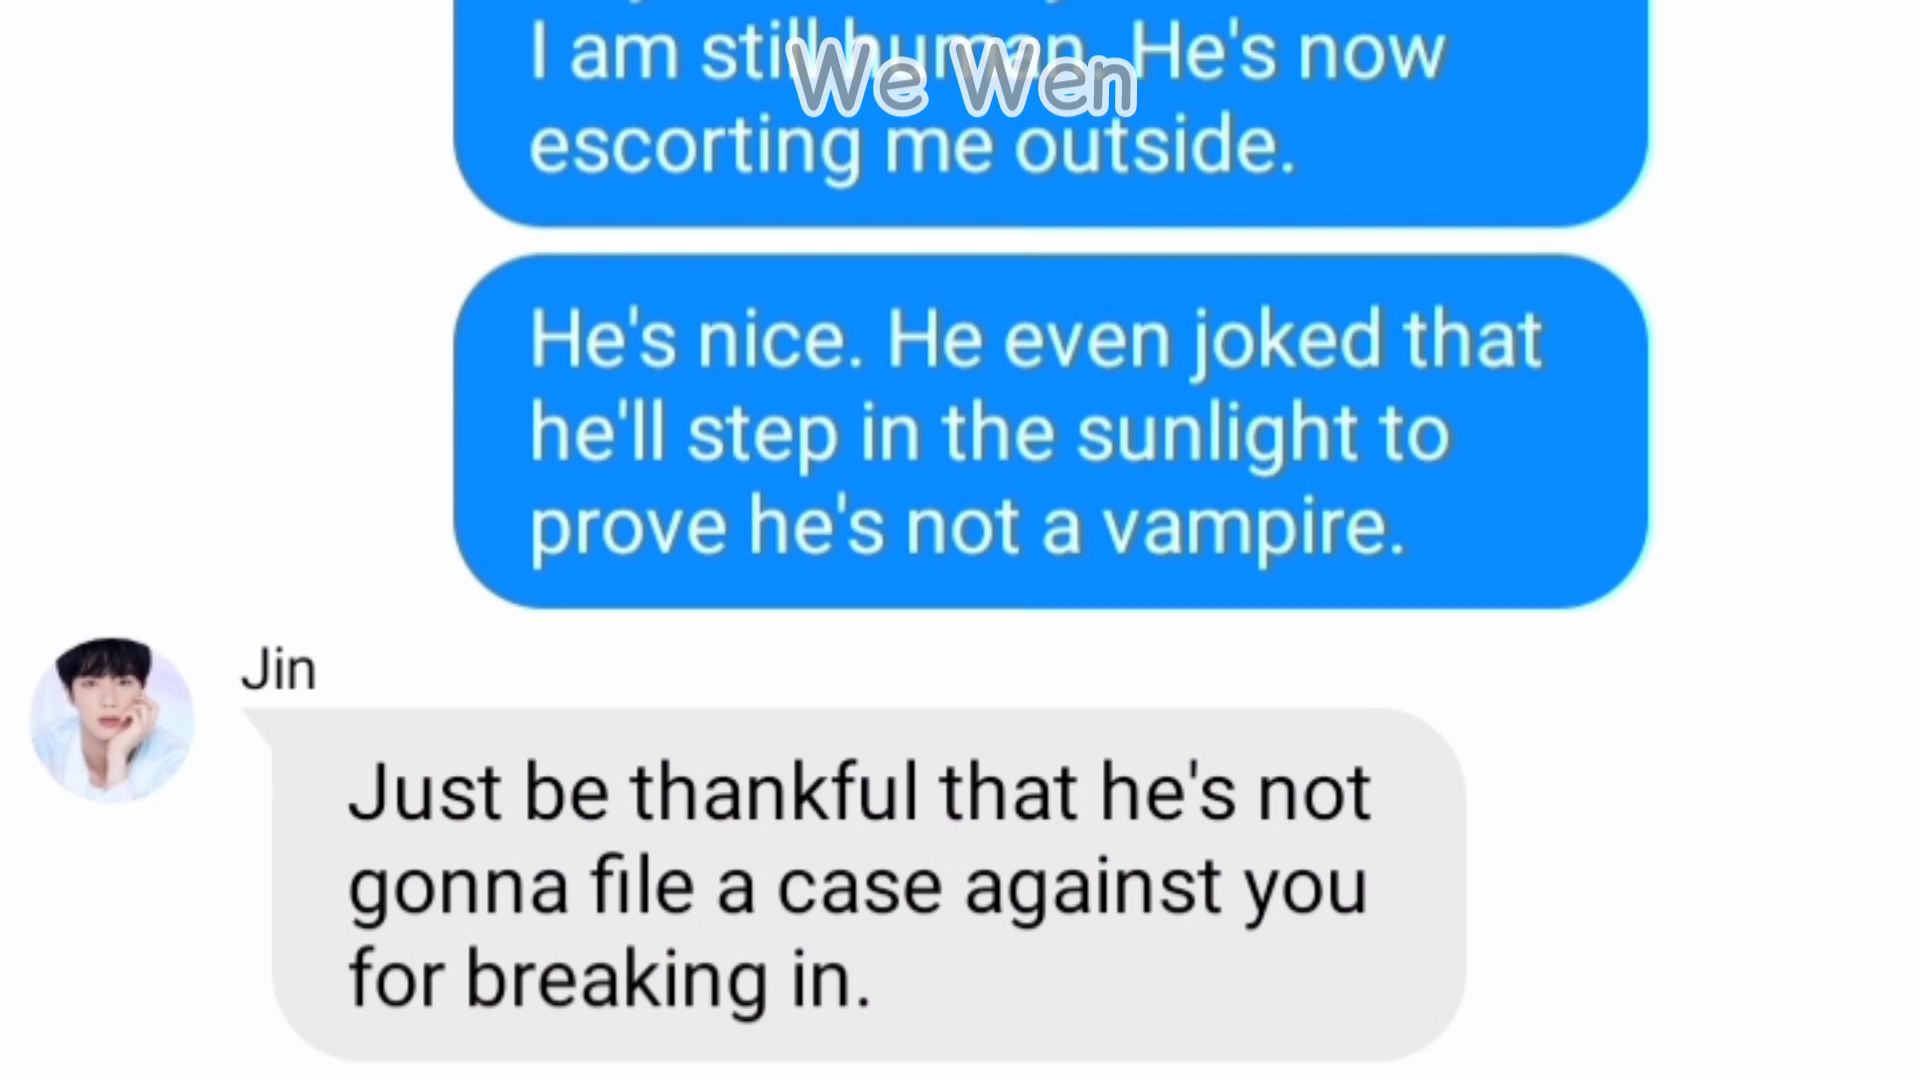 I am still human. He's now
We Wen
escorting me outside.
He's nice. He even joked that
he'll step in the sunlight to
prove he's not a vampire.
Jin
Just be thankful that he's not
gonna file a case against you
for breaking in.